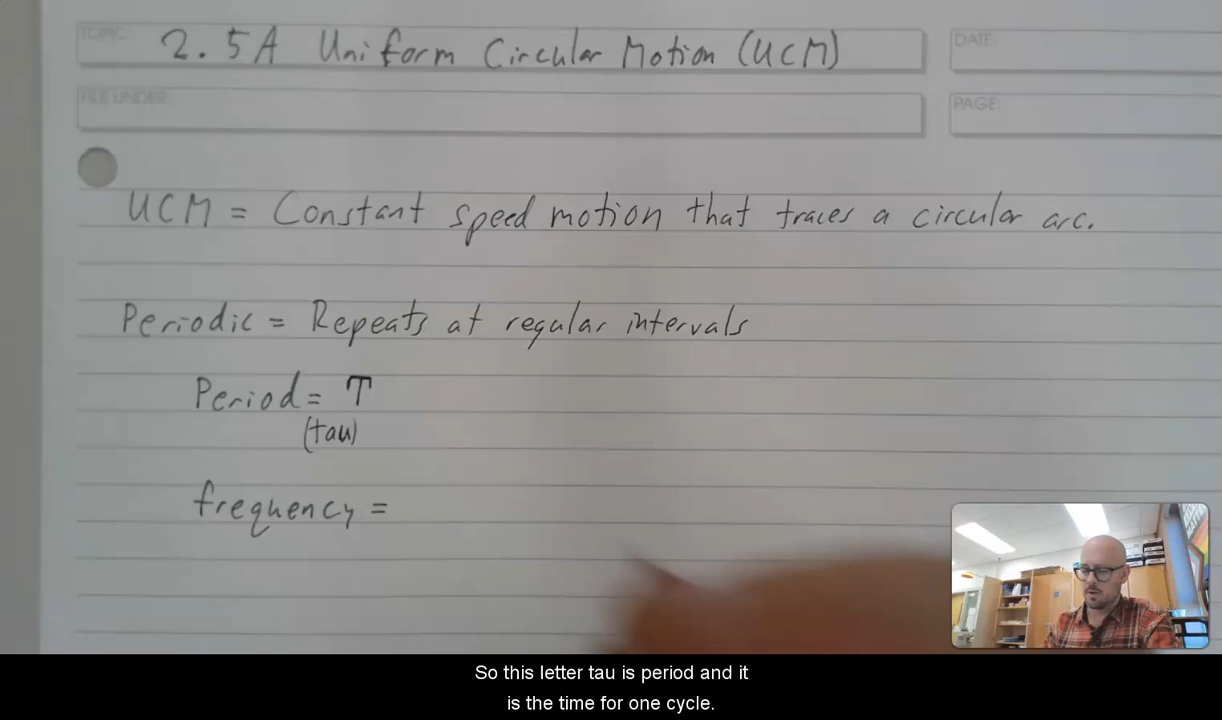 TOPIC: 2.5A Uniform Circular Motion (UCM)
DATE:
FILE UNDER:
PAGE:
UCM = Constant speed motion that traces a circular arc.
Periodic = Repeats at regular intervals
Period = T
(tau)
frequency =
So this letter tau is period and it
is the time for one cycle.